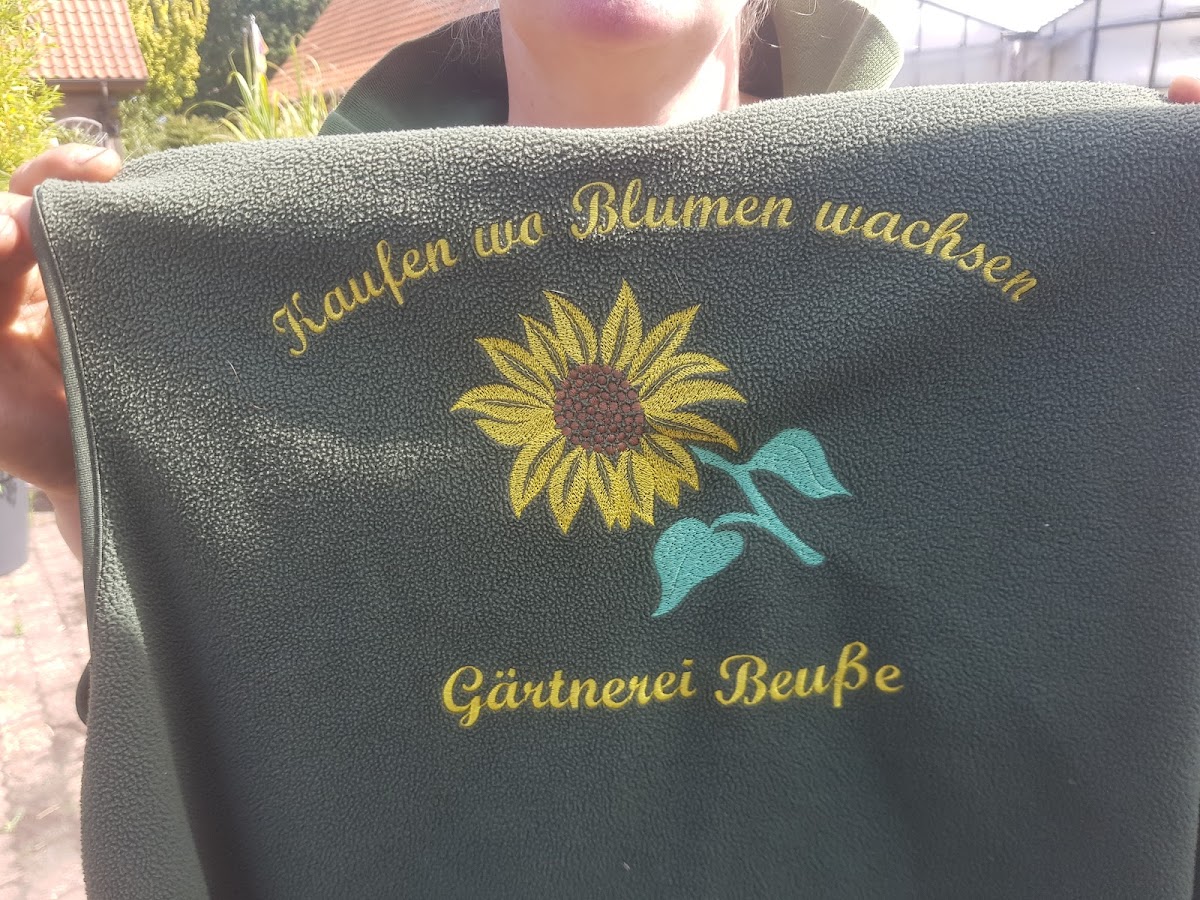 Kaufen wo Blumen wachsen
Gärtnerei Beuße